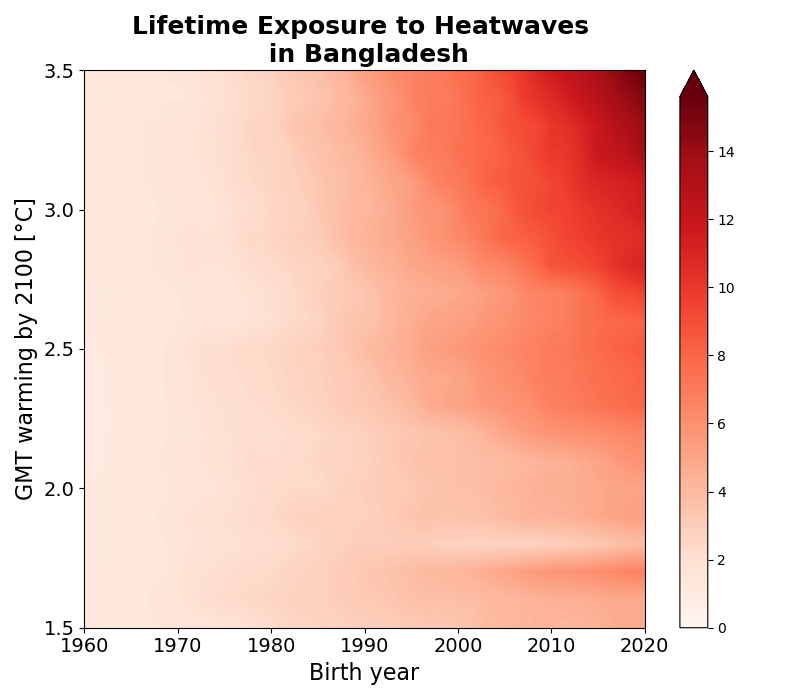 Lifetime Exposure to Heatwaves
in Bangladesh
3.5
3.0
2.5
2.0
1.5
GMT warming by 2100 [°C]
1960 1970 1980 1990 2000 2010 2020
Birth year
14
12
10
8
6
4
2
0